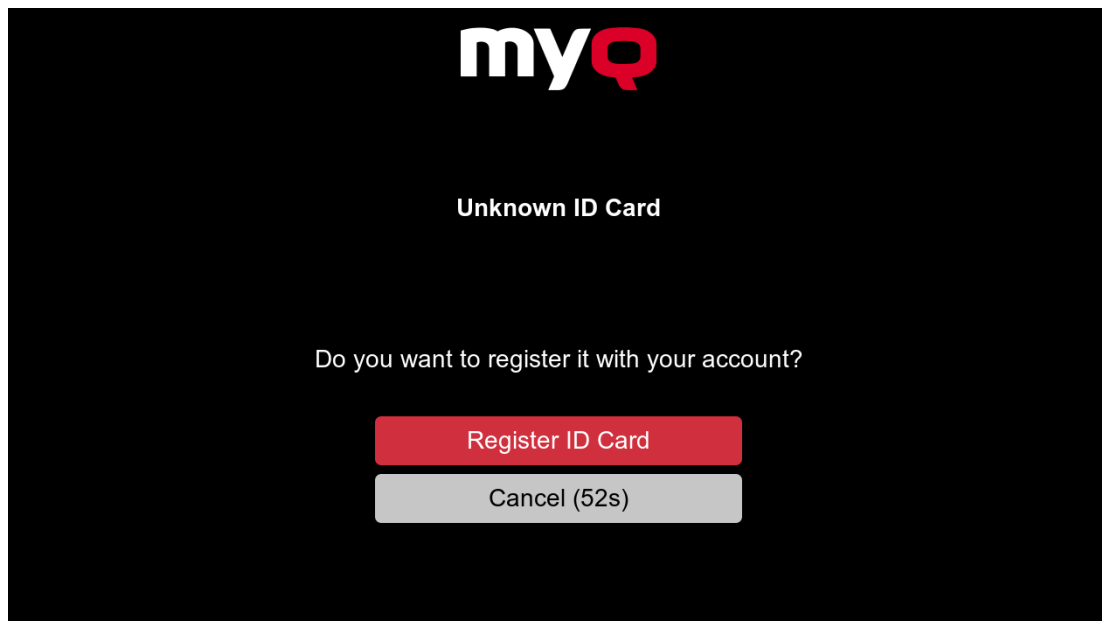 myQ
Unknown ID Card
Do you want to register it with your account?
Register ID Card
Cancel (52s)